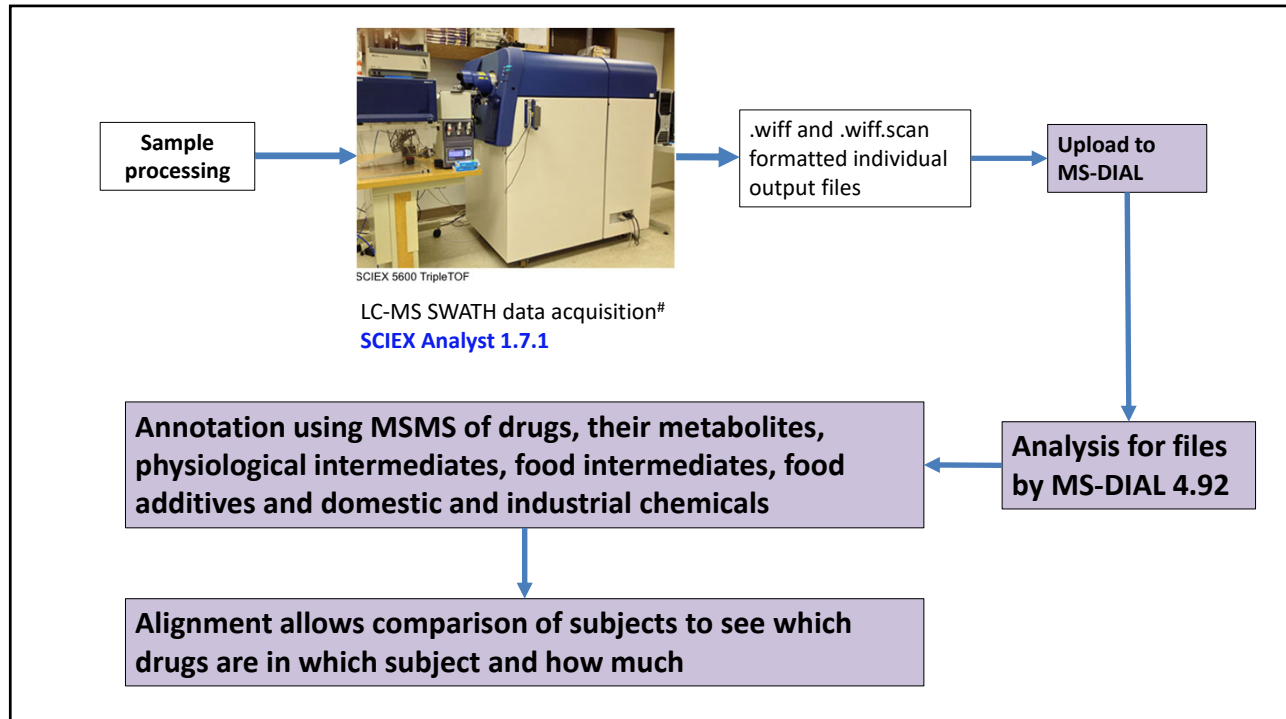 Sample
processing
SCIEX 5600 TripleTOF
LC-MS SWATH data acquisition#
SCIEX Analyst 1.7.1
.wiff and .wiff.scan
formatted individual
output files
Upload to
MS-DIAL
Analysis for files
by MS-DIAL 4.92
Annotation using MSMS of drugs, their metabolites,
physiological intermediates, food intermediates, food
additives and domestic and industrial chemicals
Alignment allows comparison of subjects to see which
drugs are in which subject and how much